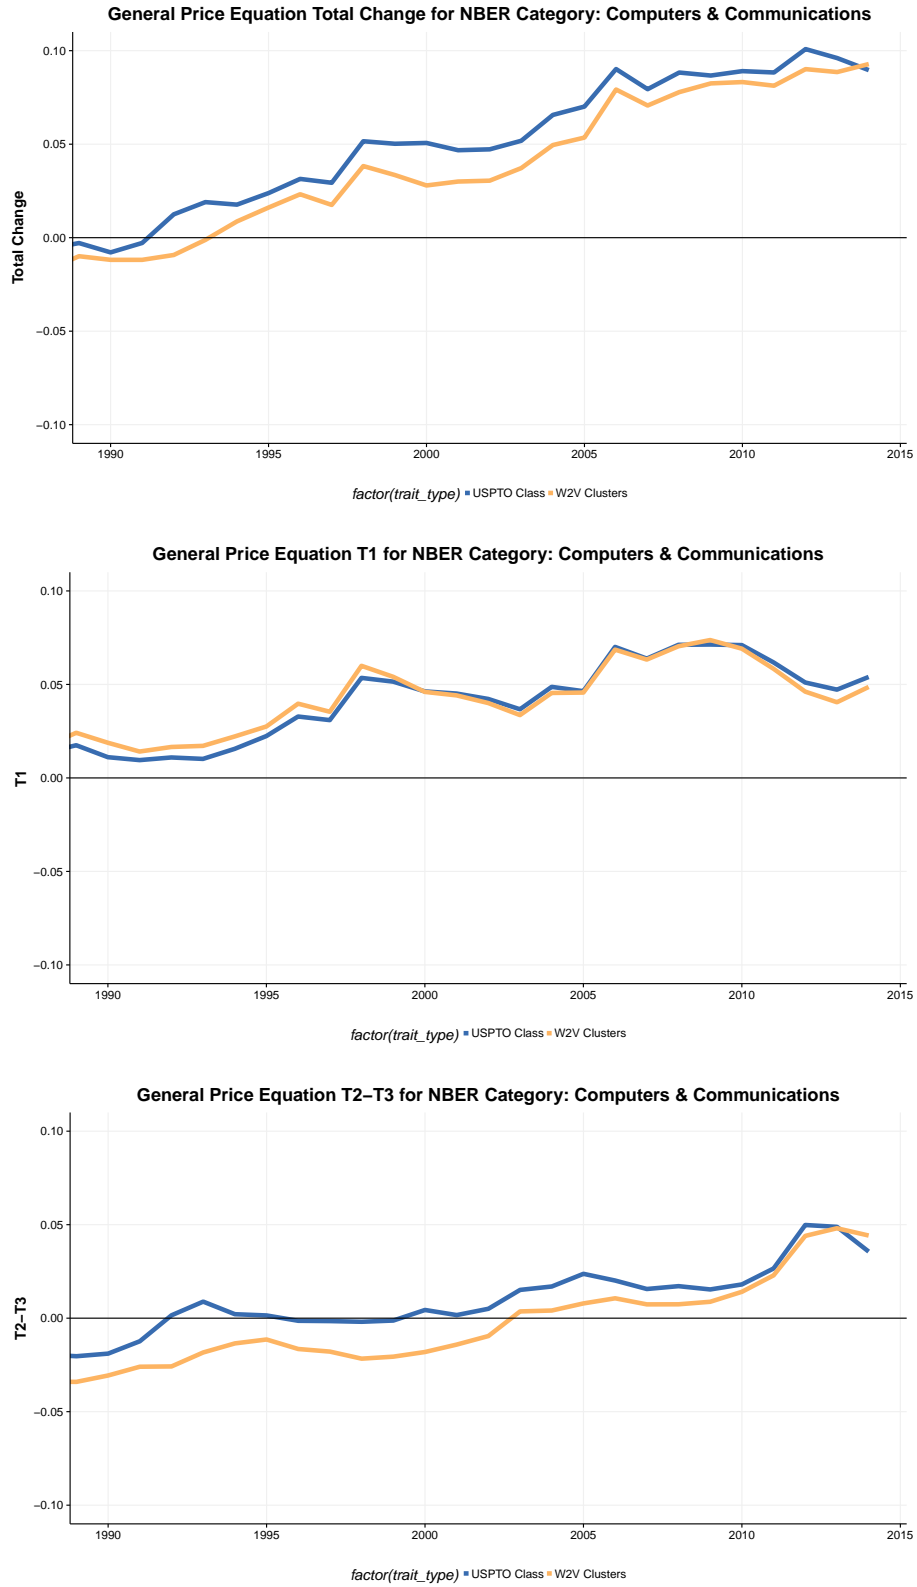 General Price Equation Total Change for NBER Category: Computers & Communications
0.10
0.05
0.00
−0.05
−0.10
Total Change
1990 1995 2000 2005 2010 2015
factor(trait_type) USPTO Class W2V Clusters
General Price Equation T1 for NBER Category: Computers & Communications
0.10
0.05
0.00
−0.05
−0.10
T1
1990 1995 2000 2005 2010 2015
factor(trait_type) USPTO Class W2V Clusters
General Price Equation T2−T3 for NBER Category: Computers & Communications
0.10
0.05
0.00
−0.05
−0.10
T2−T3
1990 1995 2000 2005 2010 2015
factor(trait_type) USPTO Class W2V Clusters